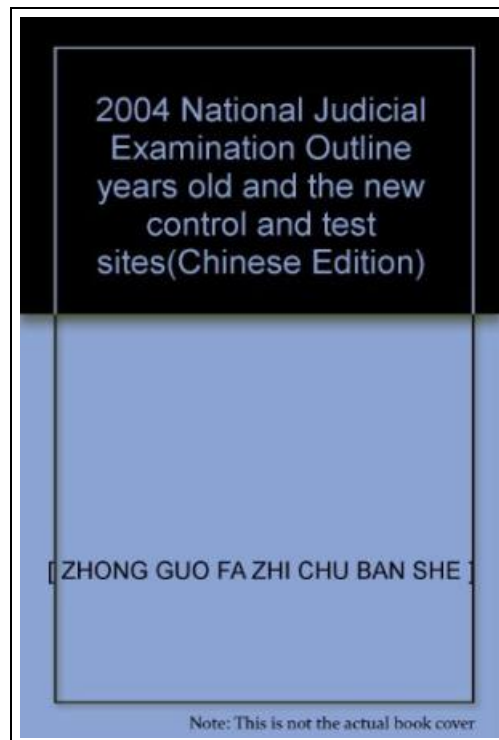 2004 National Judicial
Examination Outline
years old and the new
control and test
sites(Chinese Edition)
[ ZHONG GUO FA ZHI CHU BAN SHE ]
Note: This is not the actual book cover